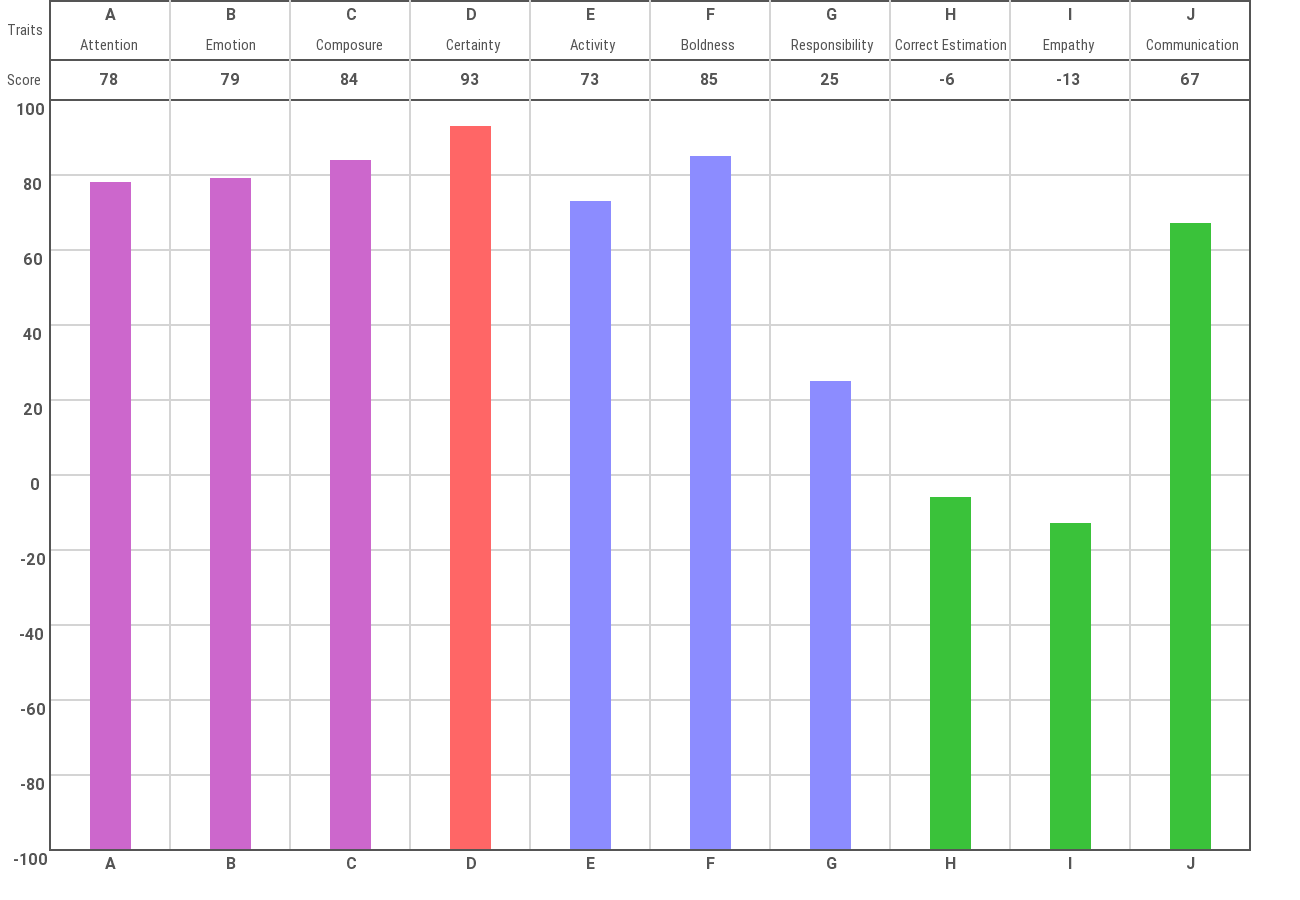 Traits
A B C D E F G H I J
Attention Emotion Composure Certainty Activity Boldness Responsibility Correct Estimation Empathy Communication
Score 78 79 84 93 73 85 25 -6 -13 67
100
80
60
40
20
0
-20
-40
-60
-80
-100
A B C D E F G H I J